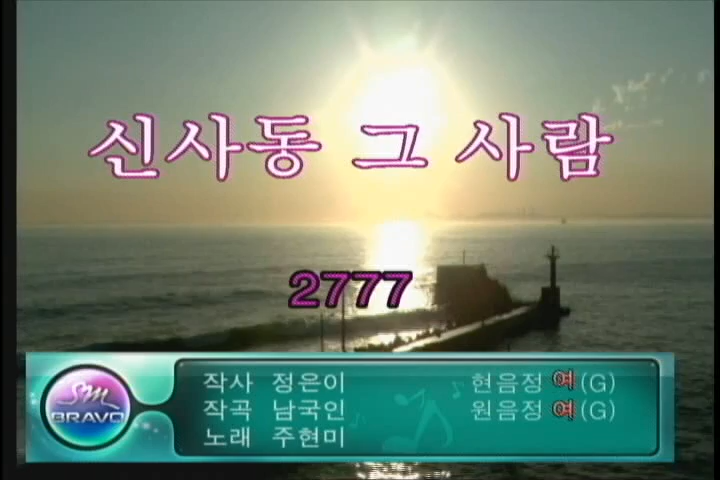 신사동 그 사람
2777
작사 정은이 현음정 여(G)
작곡 남국인 원음정 여(G)
노래 주현미
SM
BRAVO